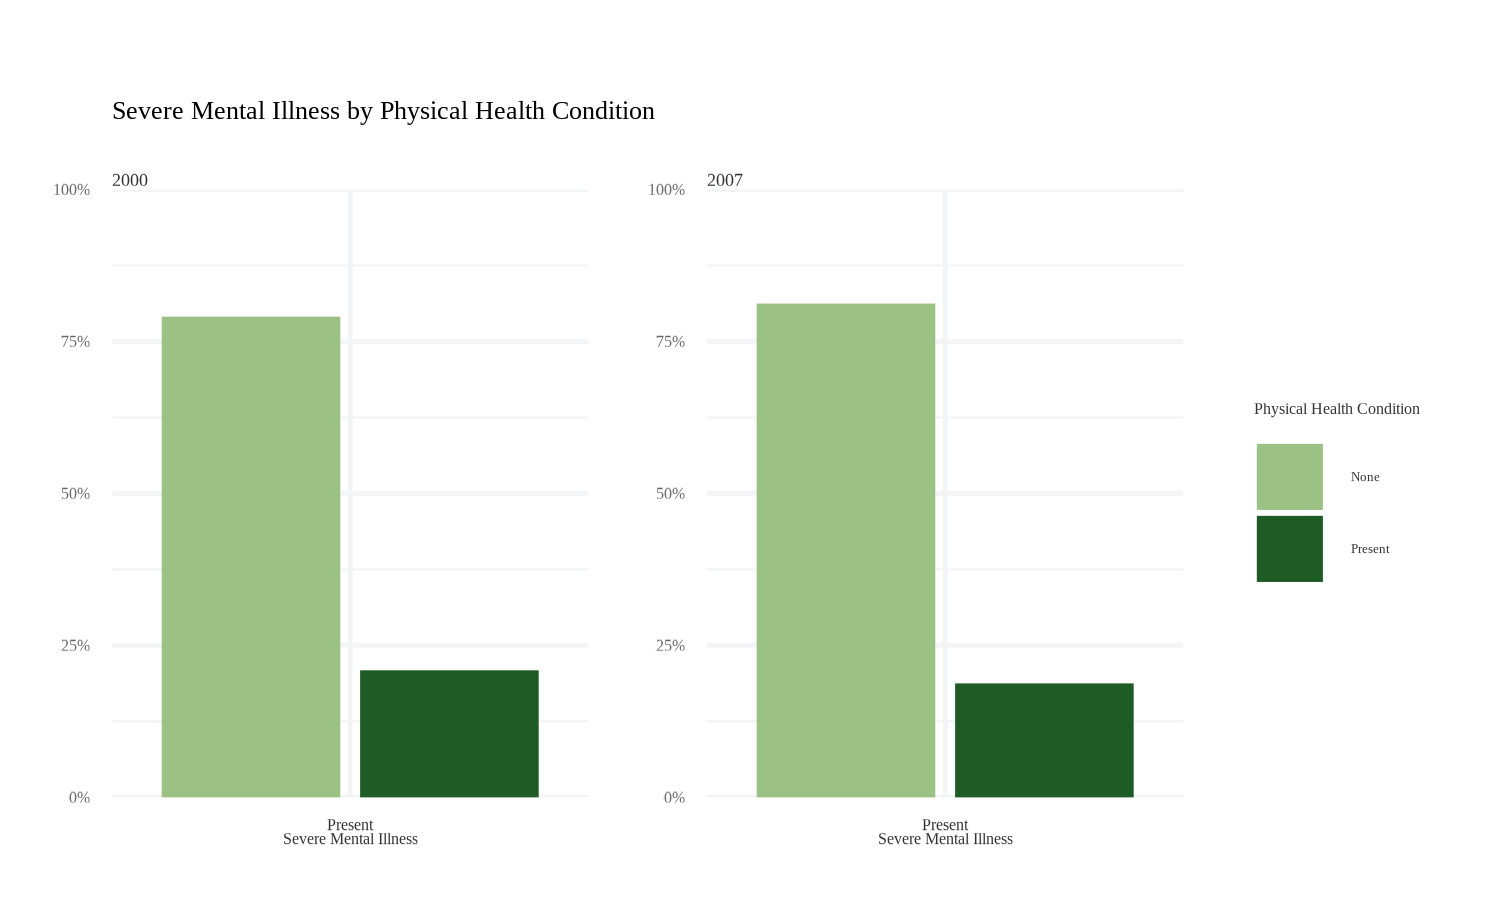 Severe Mental Illness by Physical Health Condition
2000
100%
75%
50%
25%
0%
Present
Severe Mental Illness
2007
100%
75%
50%
25%
0%
Present
Severe Mental Illness
Physical Health Condition
None
Present